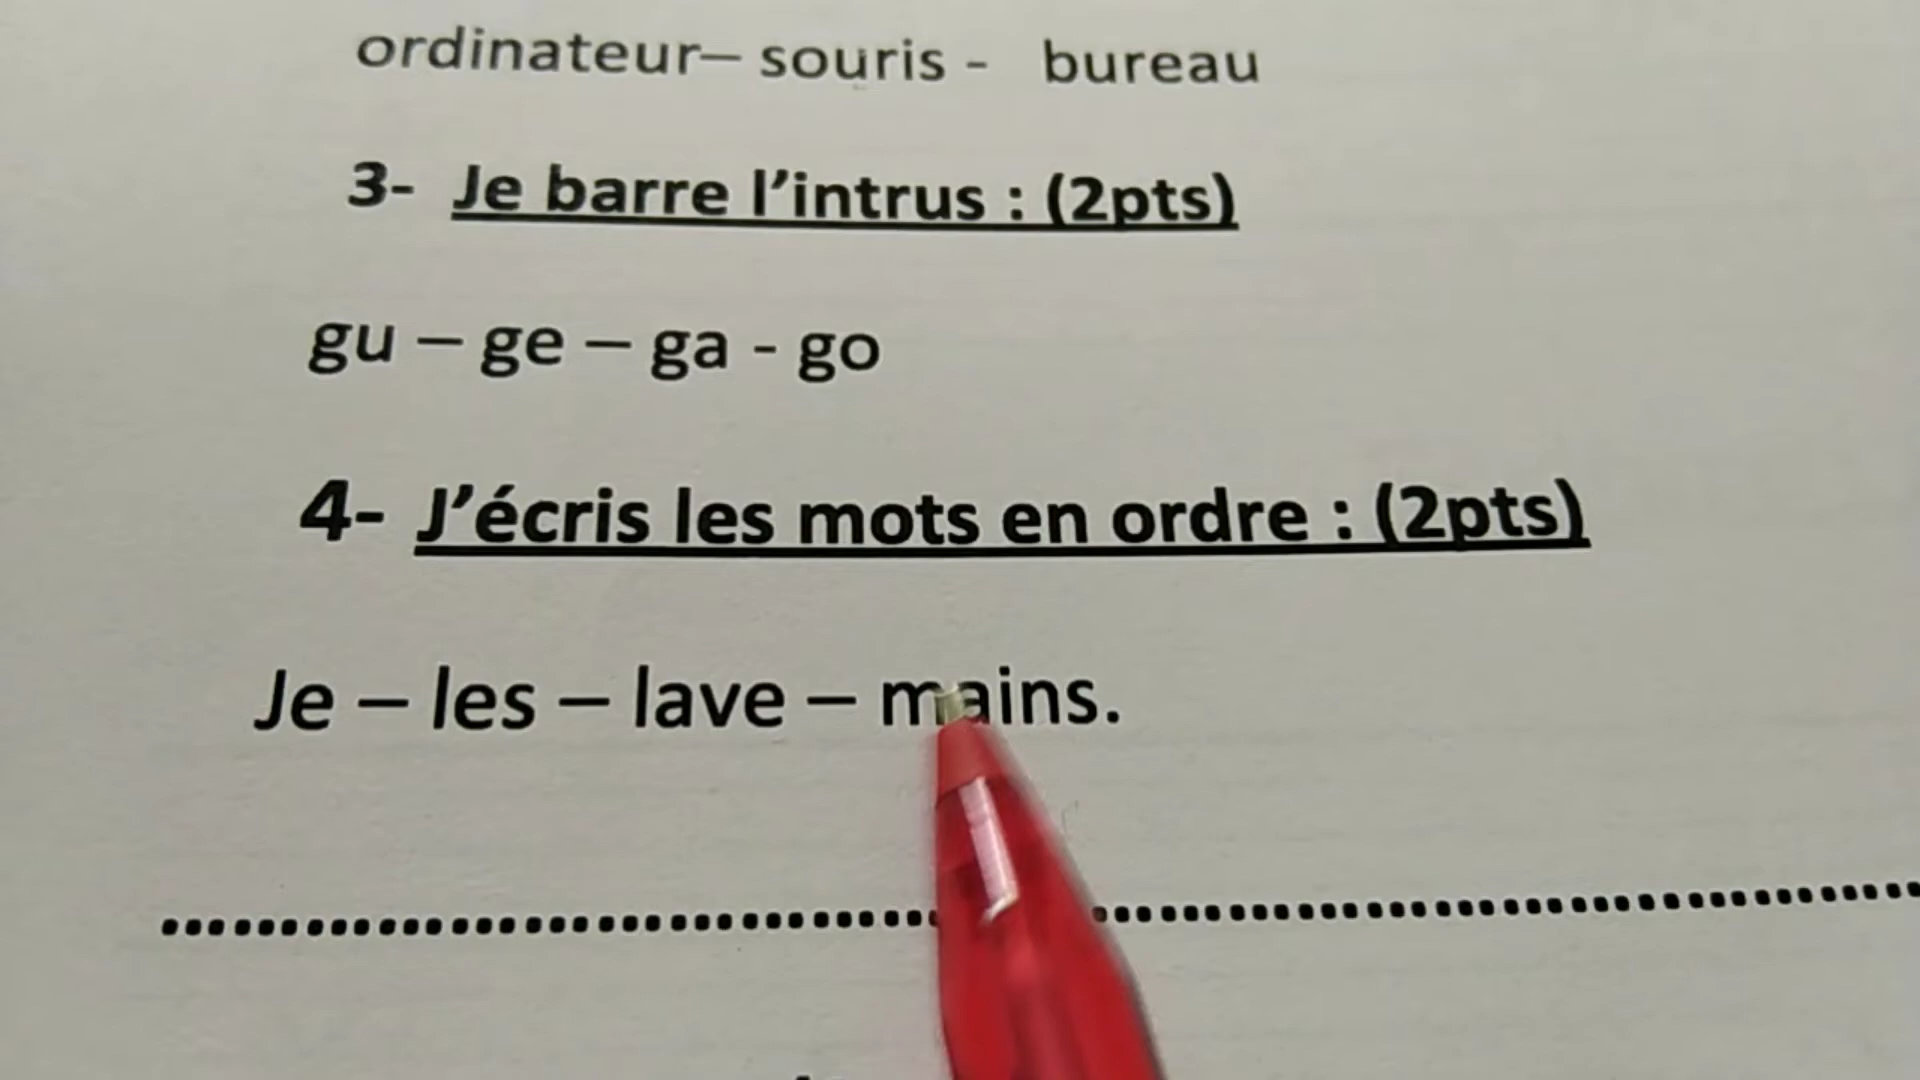 ordinateur– souris - bureau
3- Je barre l’intrus : (2pts)
gu – ge – ga - go
4- J’écris les mots en ordre : (2pts)
Je – les – lave – mains.